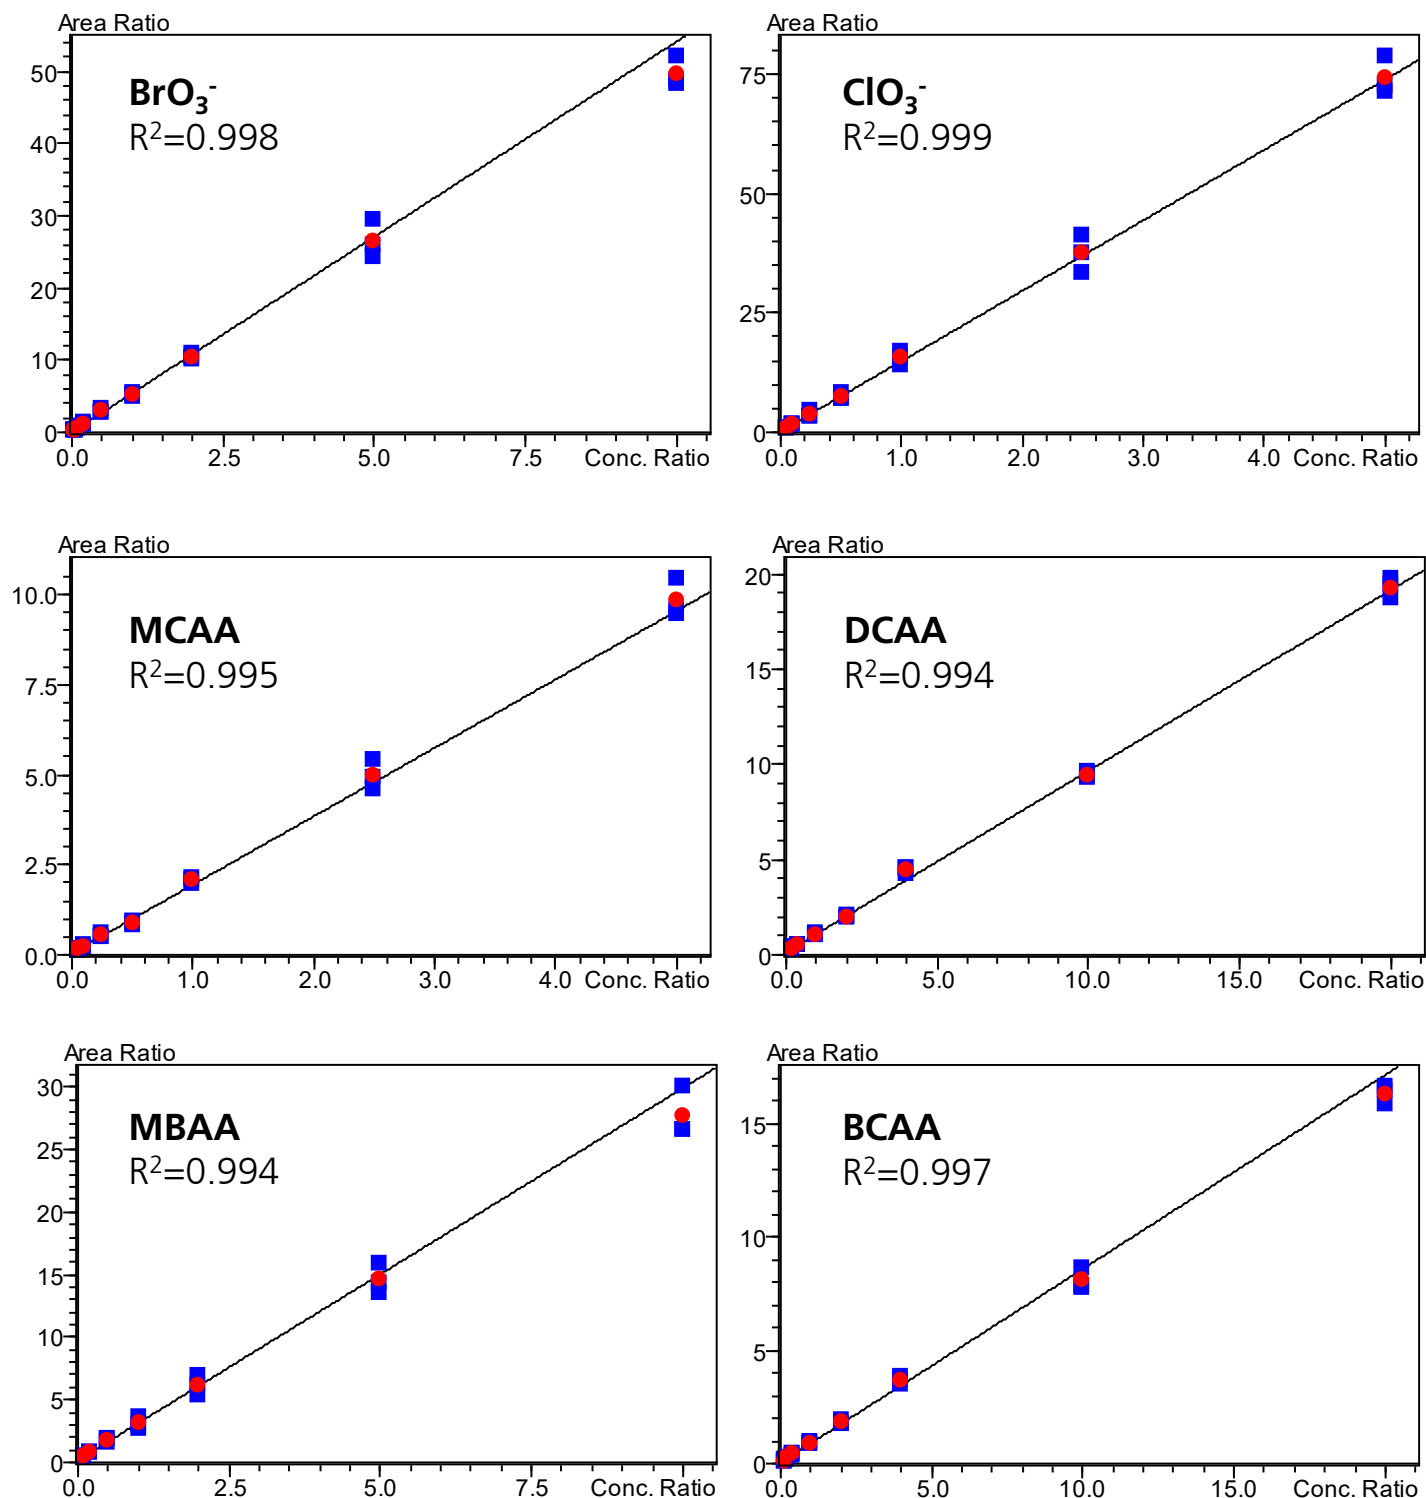 Area Ratio
BrO₃⁻
R²=0.998
50
40
30
20
10
0
0.0 2.5 5.0 7.5 Conc. Ratio
Area Ratio
ClO₃⁻
R²=0.999
75
50
25
0
0.0 1.0 2.0 3.0 4.0 Conc. Ratio
Area Ratio
MCAA
R²=0.995
10.0
7.5
5.0
2.5
0.0
0.0 1.0 2.0 3.0 4.0 Conc. Ratio
Area Ratio
DCAA
R²=0.994
20
15
10
5
0
0.0 5.0 10.0 15.0 Conc. Ratio
Area Ratio
MBAA
R²=0.994
30
25
20
15
10
5
0
0.0 2.5 5.0 7.5 Conc. Ratio
Area Ratio
BCAA
R²=0.997
15
10
5
0
0.0 5.0 10.0 15.0 Conc. Ratio